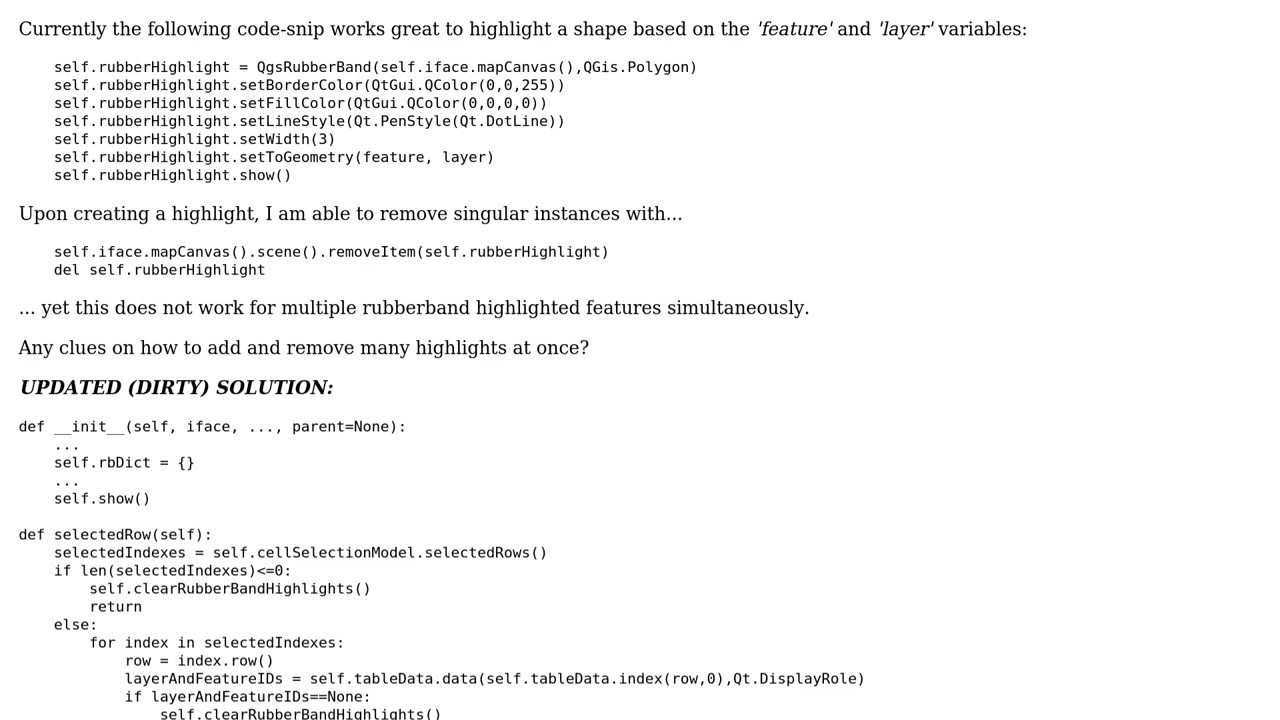 Currently the following code-snip works great to highlight a shape based on the 'feature' and 'layer' variables:
    self.rubberHighlight = QgsRubberBand(self.iface.mapCanvas(),QGis.Polygon)
    self.rubberHighlight.setBorderColor(QtGui.QColor(0,0,255))
    self.rubberHighlight.setFillColor(QtGui.QColor(0,0,0,0))
    self.rubberHighlight.setLineStyle(Qt.PenStyle(Qt.DotLine))
    self.rubberHighlight.setWidth(3)
    self.rubberHighlight.setToGeometry(feature, layer)
    self.rubberHighlight.show()
Upon creating a highlight, I am able to remove singular instances with...
    self.iface.mapCanvas().scene().removeItem(self.rubberHighlight)
    del self.rubberHighlight
... yet this does not work for multiple rubberband highlighted features simultaneously.
Any clues on how to add and remove many highlights at once?
UPDATED (DIRTY) SOLUTION:
def __init__(self, iface, ..., parent=None):
    ...
    self.rbDict = {}
    ...
    self.show()
def selectedRow(self):
    selectedIndexes = self.cellSelectionModel.selectedRows()
    if len(selectedIndexes)<=0:
        self.clearRubberBandHighlights()
        return
    else:
        for index in selectedIndexes:
            row = index.row()
            layerAndFeatureIDs = self.tableData.data(self.tableData.index(row,0),Qt.DisplayRole)
            if layerAndFeatureIDs==None:
                self.clearRubberBandHighlights()